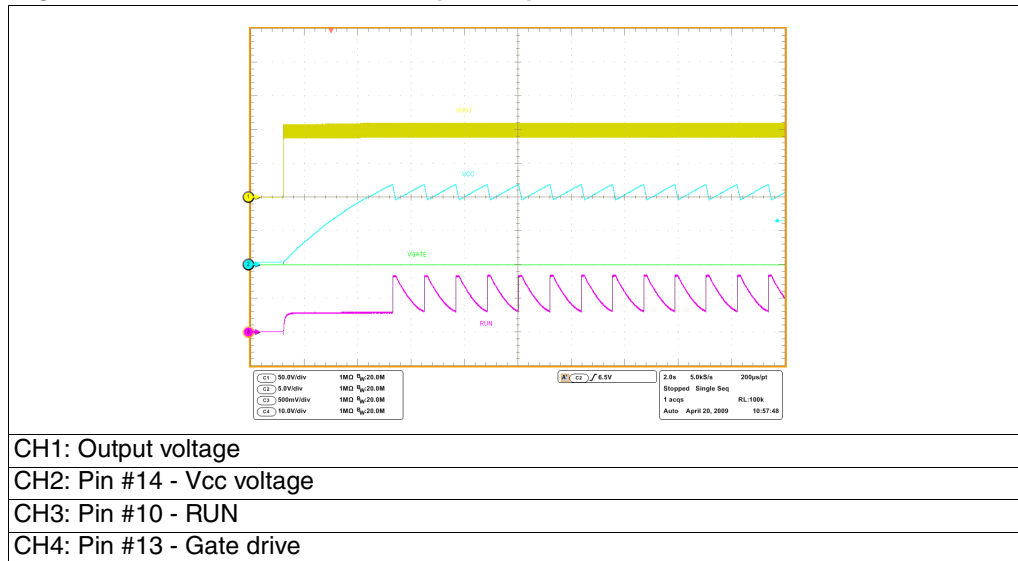 VOUT
VCC
VGATE
RUN
1
2
3
C1 50.0V/div 1MΩ BW:20.0M
C2 5.0V/div 1MΩ BW:20.0M
C3 500mV/div 1MΩ BW:20.0M
C4 10.0V/div 1MΩ BW:20.0M
A' C2 6.5V
2.0s 5.0kS/s 200µs/pt
Stopped Single Seq
1 acqs RL:100k
Auto April 20, 2009 10:57:48
CH1: Output voltage
CH2: Pin #14 - Vcc voltage
CH3: Pin #10 - RUN
CH4: Pin #13 - Gate drive